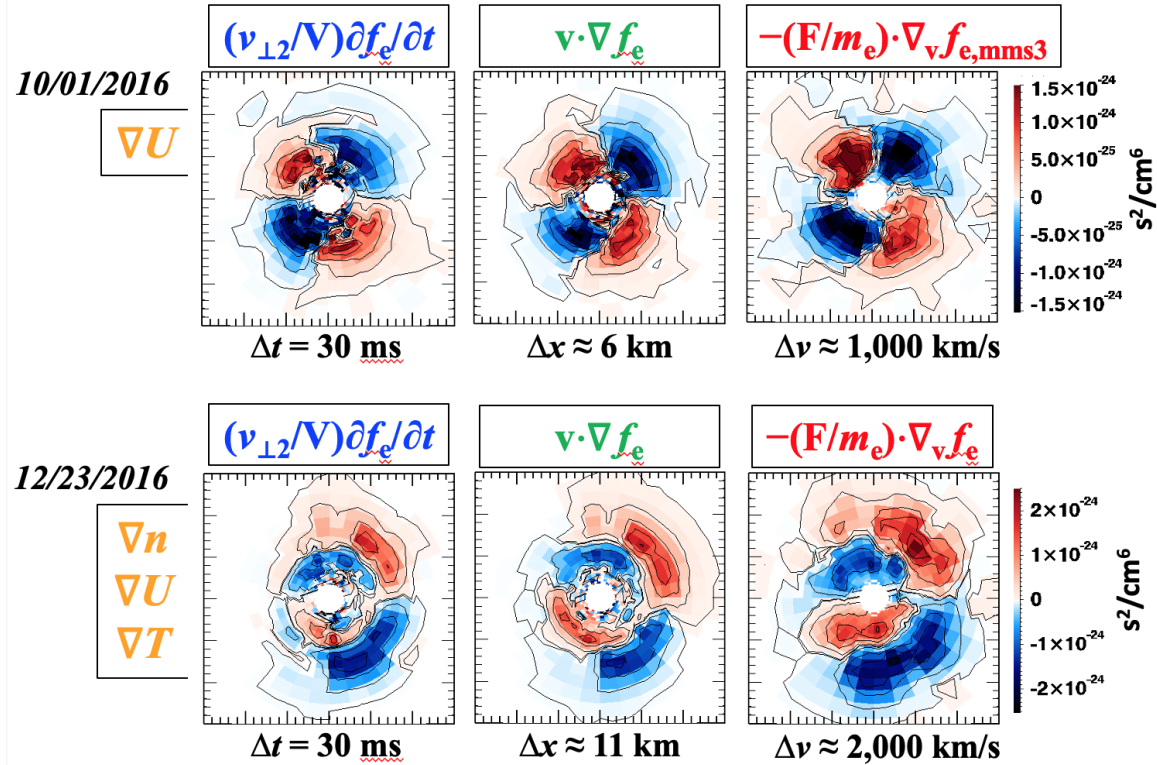 (v⊥2/V)∂fe/∂t
v·∇fe
−(F/me)·∇vfe,mms3
10/01/2016
∇U
1.5×10⁻²⁴
1.0×10⁻²⁴
5.0×10⁻²⁵
0
-5.0×10⁻²⁵
-1.0×10⁻²⁴
-1.5×10⁻²⁴
s²/cm⁶
Δt = 30 ms
Δx ≈ 6 km
Δv ≈ 1,000 km/s
(v⊥2/V)∂fe/∂t
v·∇fe
−(F/me)·∇vfe
12/23/2016
∇n
∇U
∇T
2×10⁻²⁴
1×10⁻²⁴
0
-1×10⁻²⁴
-2×10⁻²⁴
s²/cm⁶
Δt = 30 ms
Δx ≈ 11 km
Δv ≈ 2,000 km/s